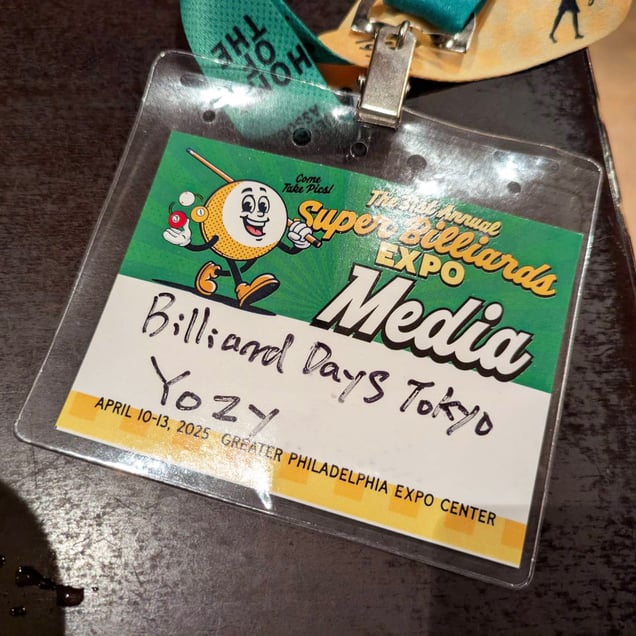 HOME
OF THE
Come
Take Pics!
The 31st Annual
Super Billiards
EXPO
Media
Billiard Days Tokyo
Yozy
APRIL 10-13, 2025 GREATER PHILADELPHIA EXPO CENTER